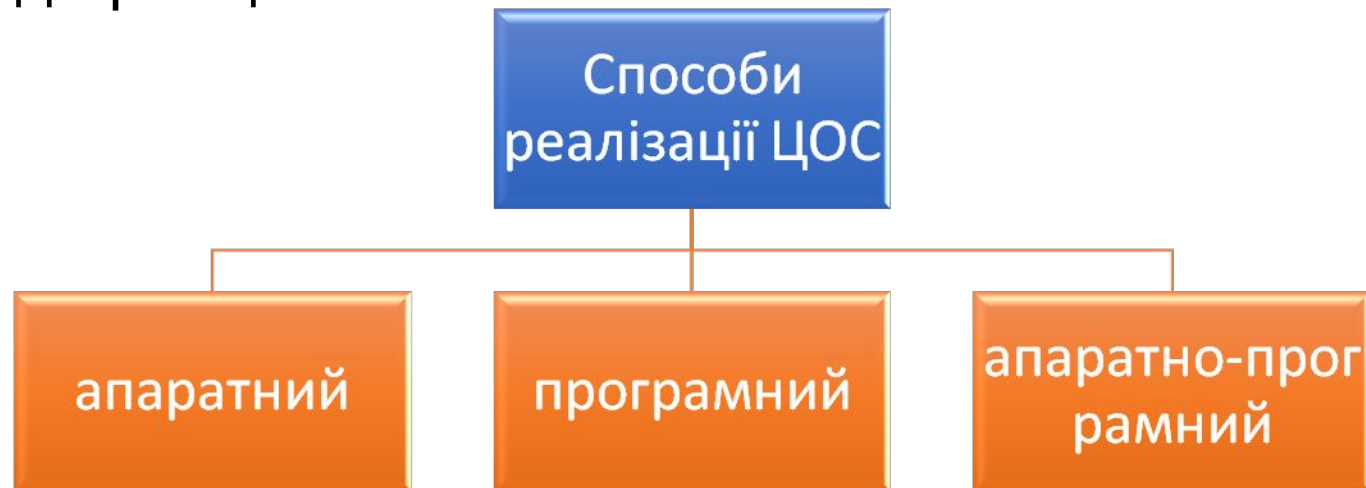 Способи
реалізації ЦОС
апаратний
програмний
апаратно-прог
рамний